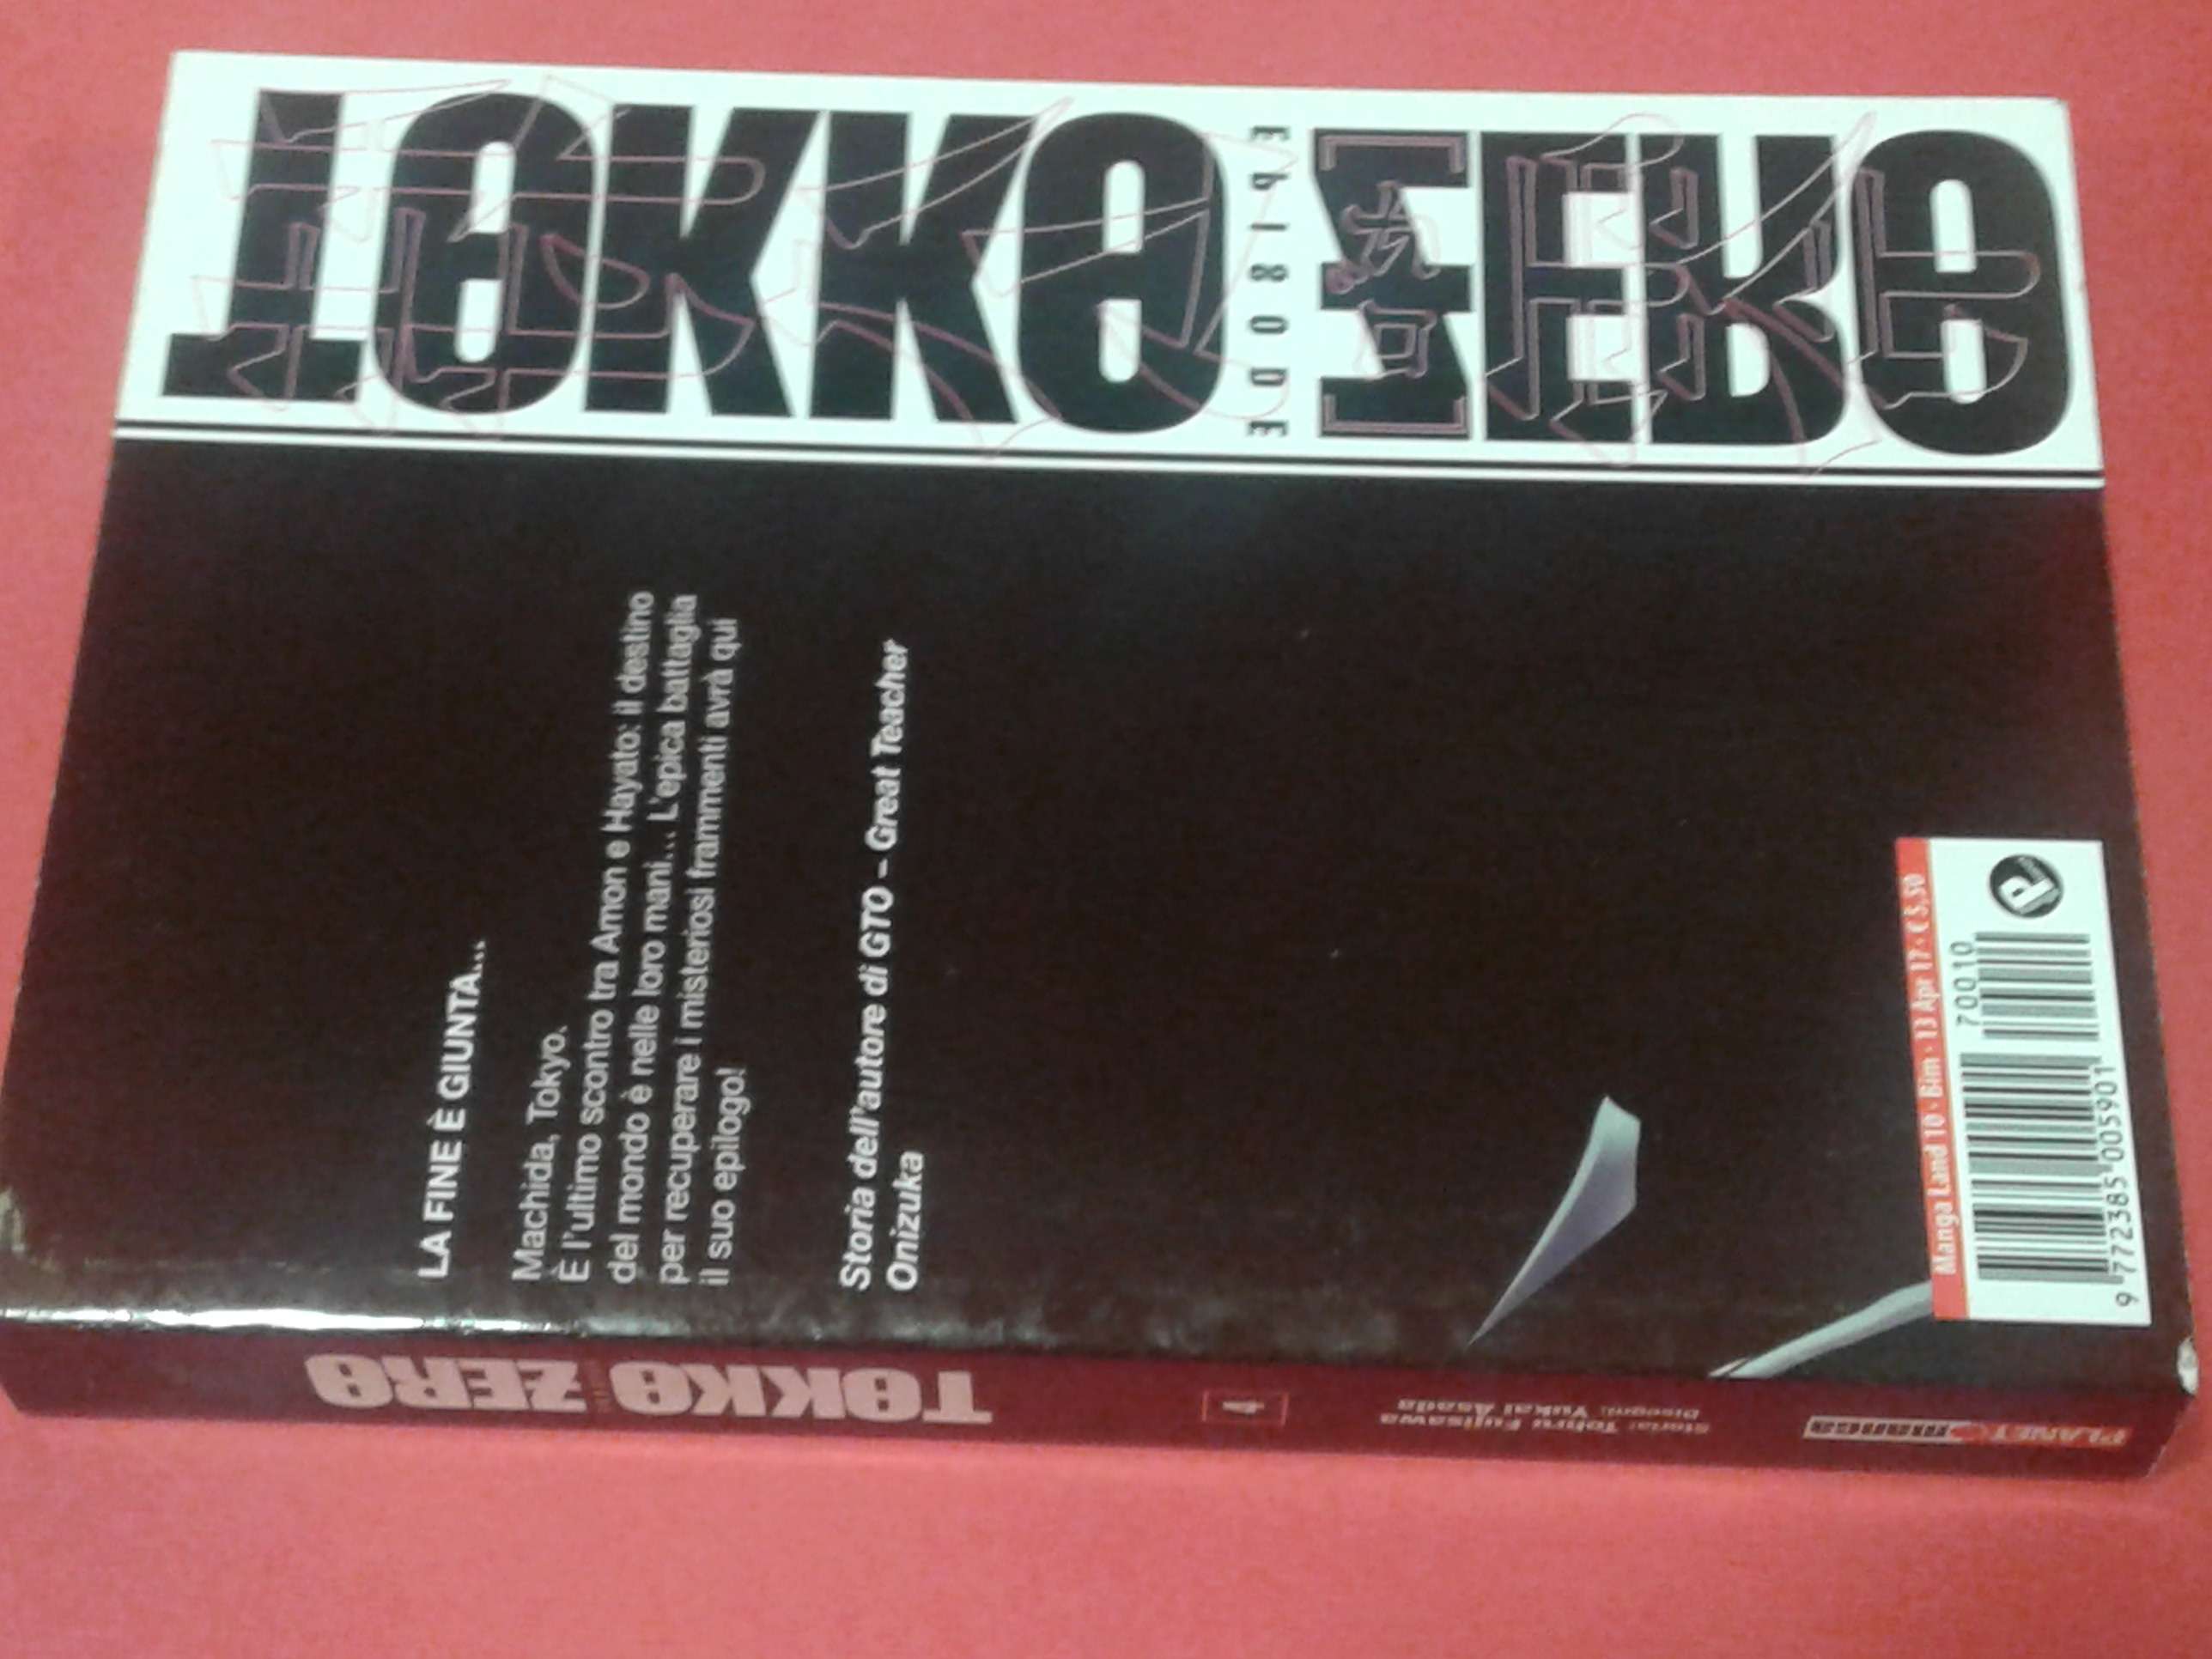 TOKKO
EPISODE
ZERO
LA FINE È GIUNTA...
Machida, Tokyo.
È l'ultimo scontro tra Amon e Hayato: il destino
del mondo è nelle loro mani... L'epica battaglia
per recuperare i misteriosi frammenti avrà qui
il suo epilogo!
Storia dell'autore di GTO – Great Teacher
Onizuka
Manga Land 10 · Bim · 13 Apr 17 · € 5,50
70010
9 772385 005901
P
TOKKO ZERO
4
Storia: Tohru Fujisawa
Disegni: Yukai Asada
PLANET manga